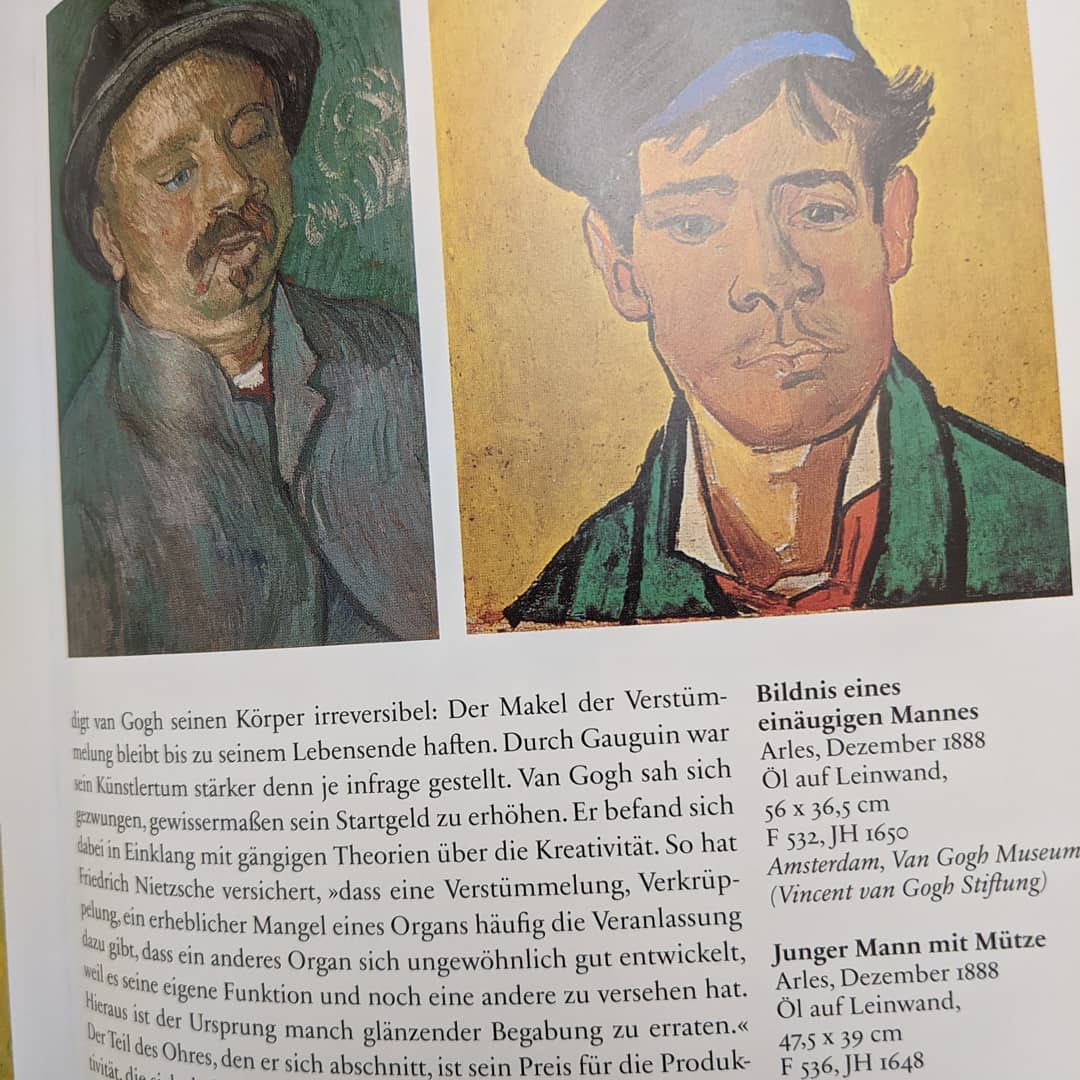 digt van Gogh seinen Körper irreversibel: Der Makel der Verstüm-
melung bleibt bis zu seinem Lebensende haften. Durch Gauguin war
sein Künstlertum stärker denn je infrage gestellt. Van Gogh sah sich
gezwungen, gewissermaßen sein Startgeld zu erhöhen. Er befand sich
dabei in Einklang mit gängigen Theorien über die Kreativität. So hat
Friedrich Nietzsche versichert, »dass eine Verstümmelung, Verkrüp-
pelung, ein erheblicher Mangel eines Organs häufig die Veranlassung
dazu gibt, dass ein anderes Organ sich ungewöhnlich gut entwickelt,
weil es seine eigene Funktion und noch eine andere zu versehen hat.
Hieraus ist der Ursprung manch glänzender Begabung zu erraten.«
Der Teil des Ohres, den er sich abschnitt, ist sein Preis für die Produk-
tivität, die
Bildnis eines
einäugigen Mannes
Arles, Dezember 1888
Öl auf Leinwand,
56 x 36,5 cm
F 532, JH 1650
Amsterdam, Van Gogh Museum
(Vincent van Gogh Stiftung)
Junger Mann mit Mütze
Arles, Dezember 1888
Öl auf Leinwand,
47,5 x 39 cm
F 536, JH 1648